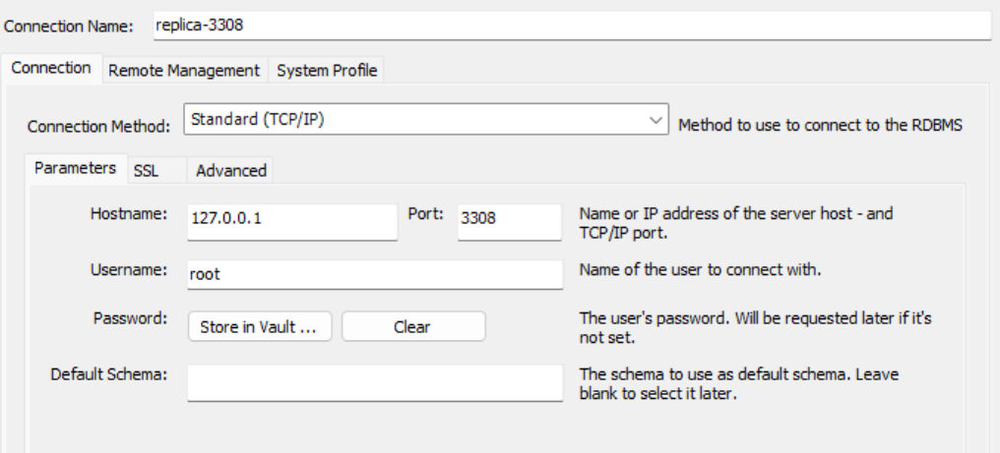 Connection Name: replica-3308
Connection Remote Management System Profile
Connection Method: Standard (TCP/IP) Method to use to connect to the RDBMS
Parameters SSL Advanced
Hostname: 127.0.0.1 Port: 3308 Name or IP address of the server host - and
TCP/IP port.
Username: root Name of the user to connect with.
Password: Store in Vault ... Clear The user's password. Will be requested later if it's
not set.
Default Schema: The schema to use as default schema. Leave
blank to select it later.